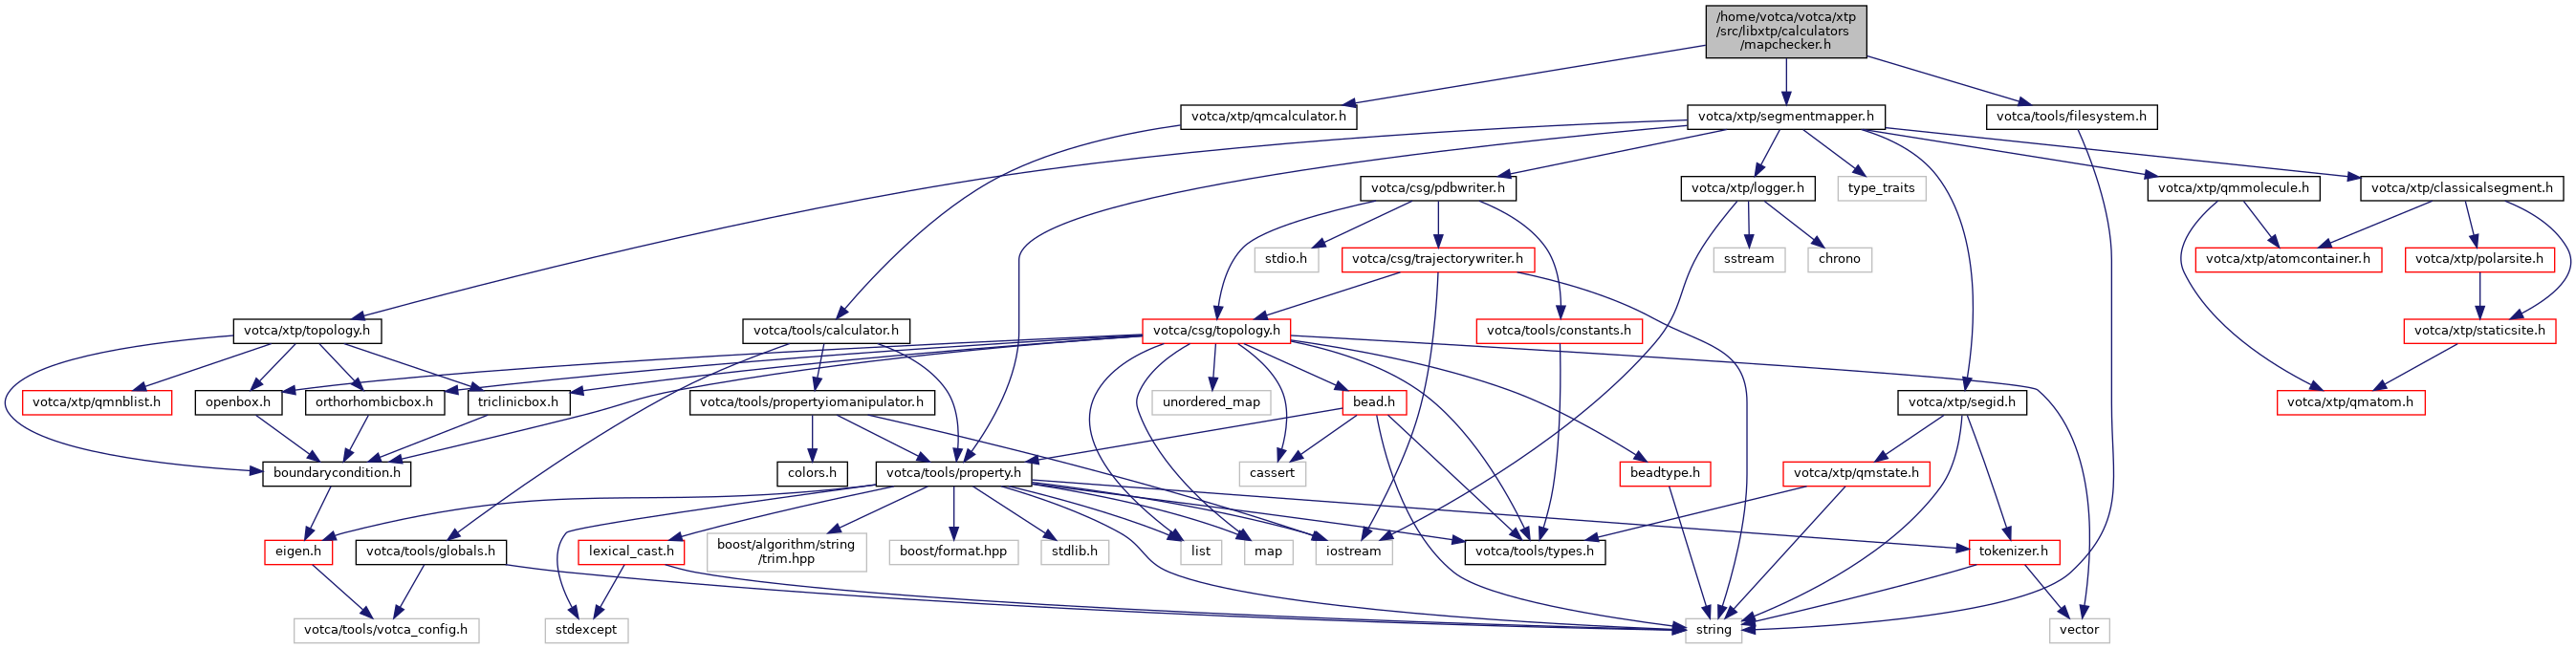 /home/votca/votca/xtp
/src/libxtp/calculators
/mapchecker.h
votca/xtp/qmcalculator.h
votca/xtp/segmentmapper.h
votca/tools/filesystem.h
votca/csg/pdbwriter.h
votca/xtp/logger.h
type_traits
votca/xtp/qmmolecule.h
votca/xtp/classicalsegment.h
stdio.h
votca/csg/trajectorywriter.h
sstream
chrono
votca/xtp/atomcontainer.h
votca/xtp/polarsite.h
votca/xtp/topology.h
votca/tools/calculator.h
votca/csg/topology.h
votca/tools/constants.h
votca/xtp/staticsite.h
votca/xtp/qmnblist.h
openbox.h
orthorhombicbox.h
triclinicbox.h
votca/tools/propertyiomanipulator.h
unordered_map
bead.h
votca/xtp/segid.h
votca/xtp/qmatom.h
boundarycondition.h
colors.h
votca/tools/property.h
cassert
beadtype.h
votca/xtp/qmstate.h
eigen.h
votca/tools/globals.h
lexical_cast.h
boost/algorithm/string
/trim.hpp
boost/format.hpp
stdlib.h
list
map
iostream
votca/tools/types.h
tokenizer.h
votca/tools/votca_config.h
stdexcept
string
vector